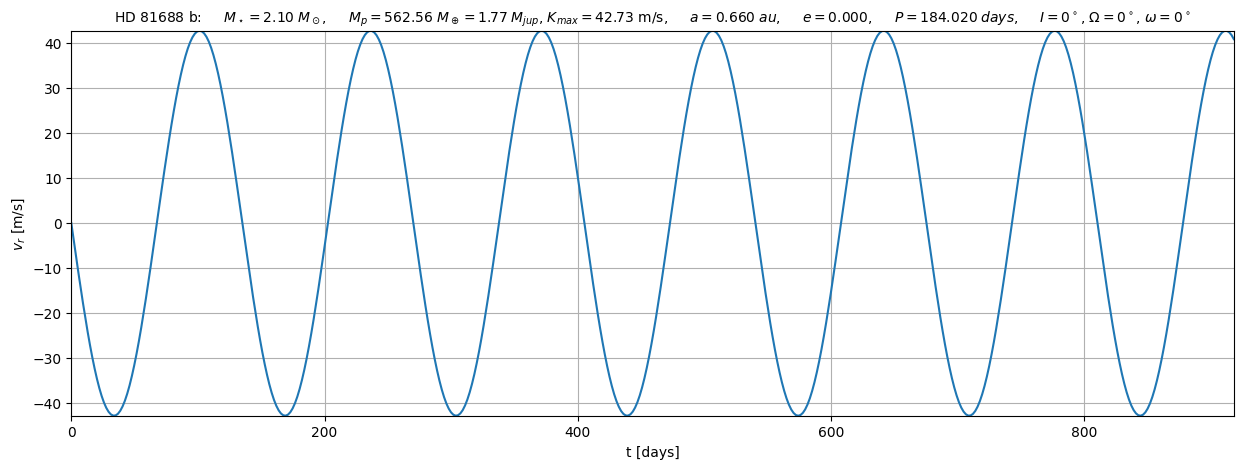 HD 81688 b: M⋆ = 2.10 M⊙, Mp = 562.56 M⊕ = 1.77 Mjup, Kmax = 42.73 m/s, a = 0.660 au, e = 0.000, P = 184.020 days, I = 0°, Ω = 0°, ω = 0°
40
30
20
10
0
−10
−20
−30
−40
vr [m/s]
0 200 400 600 800
t [days]